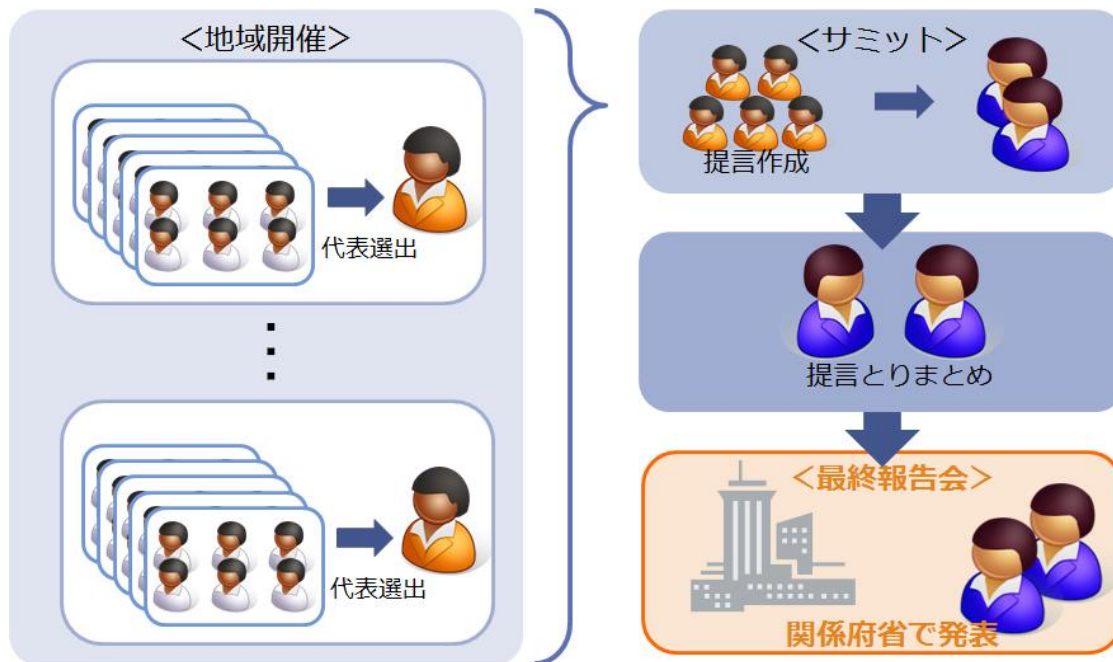 ＜地域開催＞
代表選出
代表選出
＜サミット＞
提言作成
提言とりまとめ
＜最終報告会＞
関係府省で発表